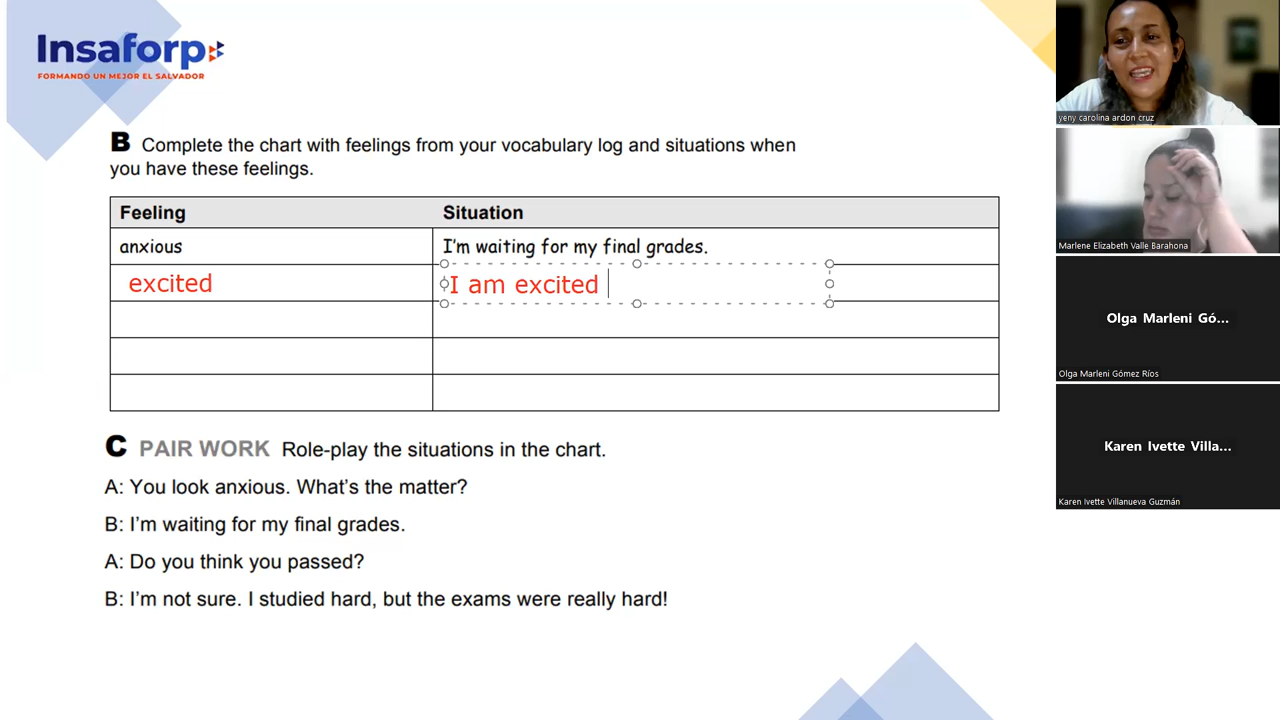 Insaforp
FORMANDO UN MEJOR EL SALVADOR
B Complete the chart with feelings from your vocabulary log and situations when
you have these feelings.
Feeling Situation
anxious I'm waiting for my final grades.
excited I am excited
C PAIR WORK Role-play the situations in the chart.
A: You look anxious. What's the matter?
B: I'm waiting for my final grades.
A: Do you think you passed?
B: I'm not sure. I studied hard, but the exams were really hard!
yeny carolina ardon cruz
Marlene Elizabeth Valle Barahona
Olga Marleni Gó...
Olga Marleni Gómez Ríos
Karen Ivette Villa...
Karen Ivette Villanueva Guzmán